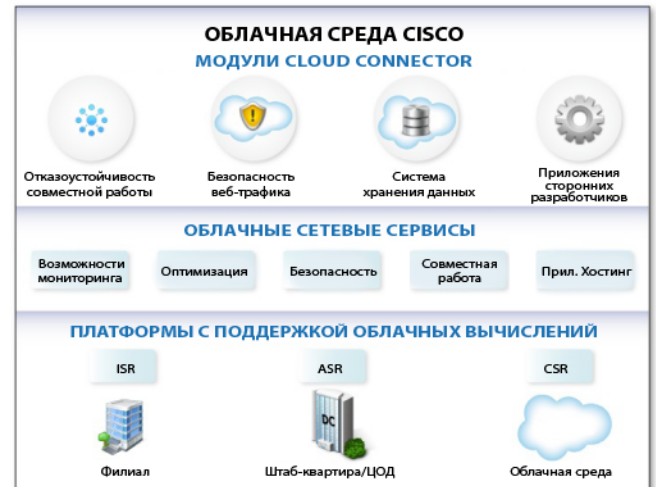 ОБЛАЧНАЯ СРЕДА CISCO
МОДУЛИ CLOUD CONNECTOR
Отказоустойчивость
совместной работы
Безопасность
веб-трафика
Система
хранения данных
Приложения
сторонних
разработчиков
ОБЛАЧНЫЕ СЕТЕВЫЕ СЕРВИСЫ
Возможности
мониторинга
Оптимизация
Безопасность
Совместная
работа
Прил. Хостинг
ПЛАТФОРМЫ С ПОДДЕРЖКОЙ ОБЛАЧНЫХ ВЫЧИСЛЕНИЙ
ISR
ASR
CSR
DC
Филиал
Штаб-квартира/ЦОД
Облачная среда